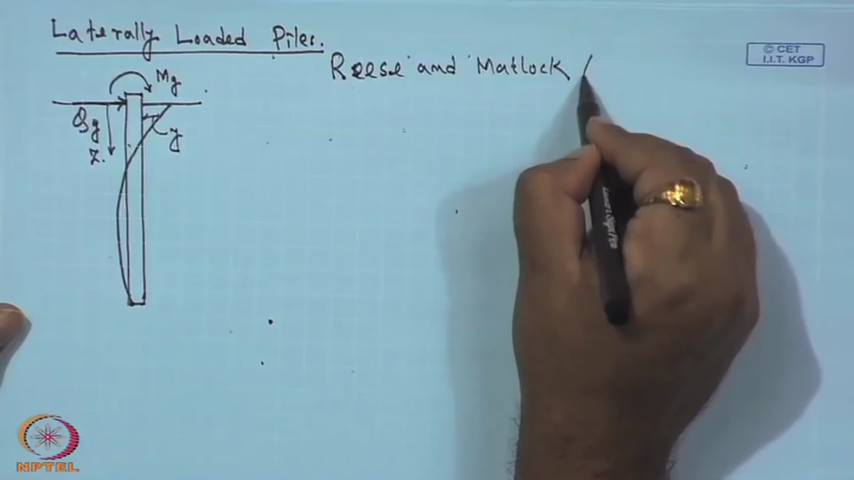 Laterally Loaded Piles.
Reese and Matlock (
© CET
I.I.T. KGP
Mg
Qg
y
z.
NPTEL